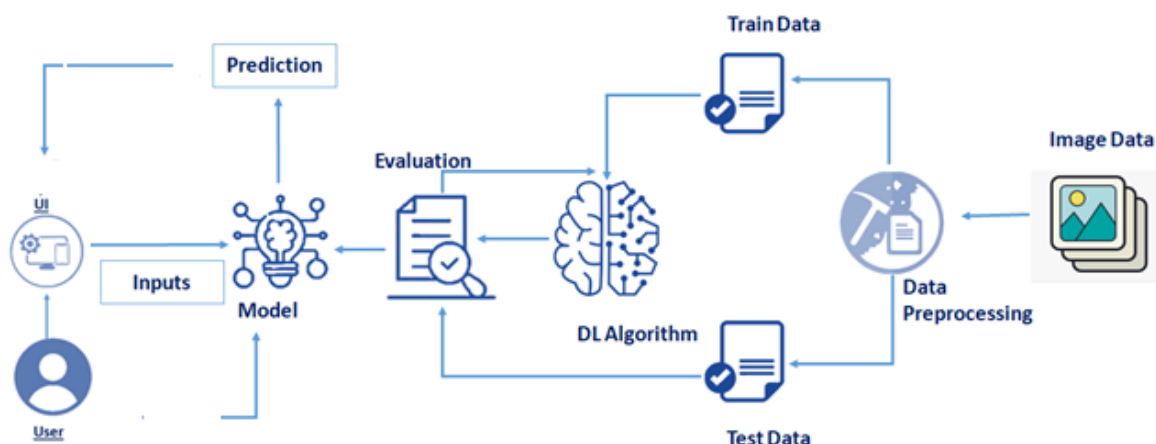 Train Data
Prediction
Image Data
Evaluation
UI
Inputs
Model
Data
Preprocessing
DL Algorithm
User
Test Data